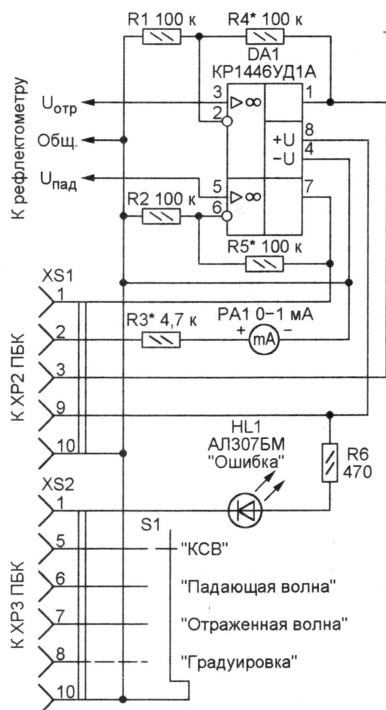 R1 100 к
R4* 100 к
DA1
КР1446УД1А
К рефлектометру
Uотр
Общ.
Uпад
3
2
▷∞
1
+U
8
−U
4
5
6
▷∞
7
R2 100 к
R5* 100 к
XS1
К ХР2 ПБК
1
2
3
9
10
R3* 4,7 к
PA1 0–1 мА
+
mA
–
HL1
АЛ307БМ
"Ошибка"
R6
470
XS2
К ХР3 ПБК
1
5
6
7
8
10
S1
"КСВ"
"Падающая волна"
"Отраженная волна"
"Градуировка"